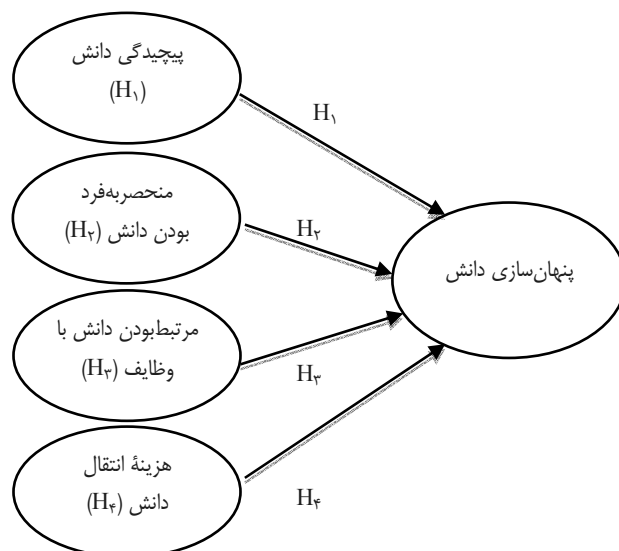 پیچیدگی دانش
(H۱)
H۱
منحصربه‌فرد
بودن دانش (H۲)
H۲
پنهان‌سازی دانش
مرتبط‌بودن دانش با
وظایف (H۳)
H۳
هزینهٔ انتقال
دانش (H۴)
H۴